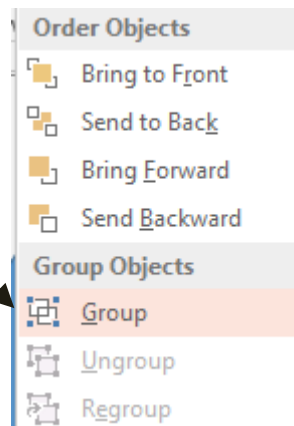 Order Objects
Bring to Front
Send to Back
Bring Forward
Send Backward
Group Objects
Group
Ungroup
Regroup